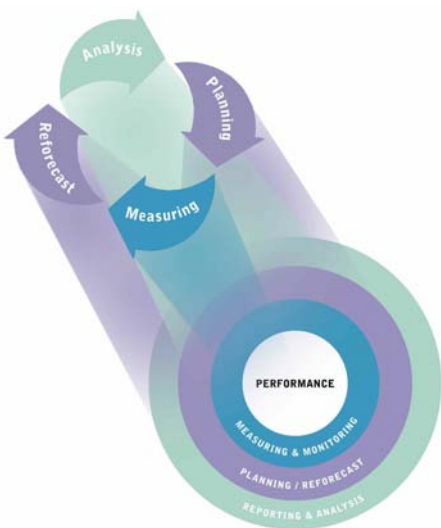 Analysis
Planning
Reforecast
Measuring
PERFORMANCE
MEASURING & MONITORING
PLANNING / REFORECAST
REPORTING & ANALYSIS